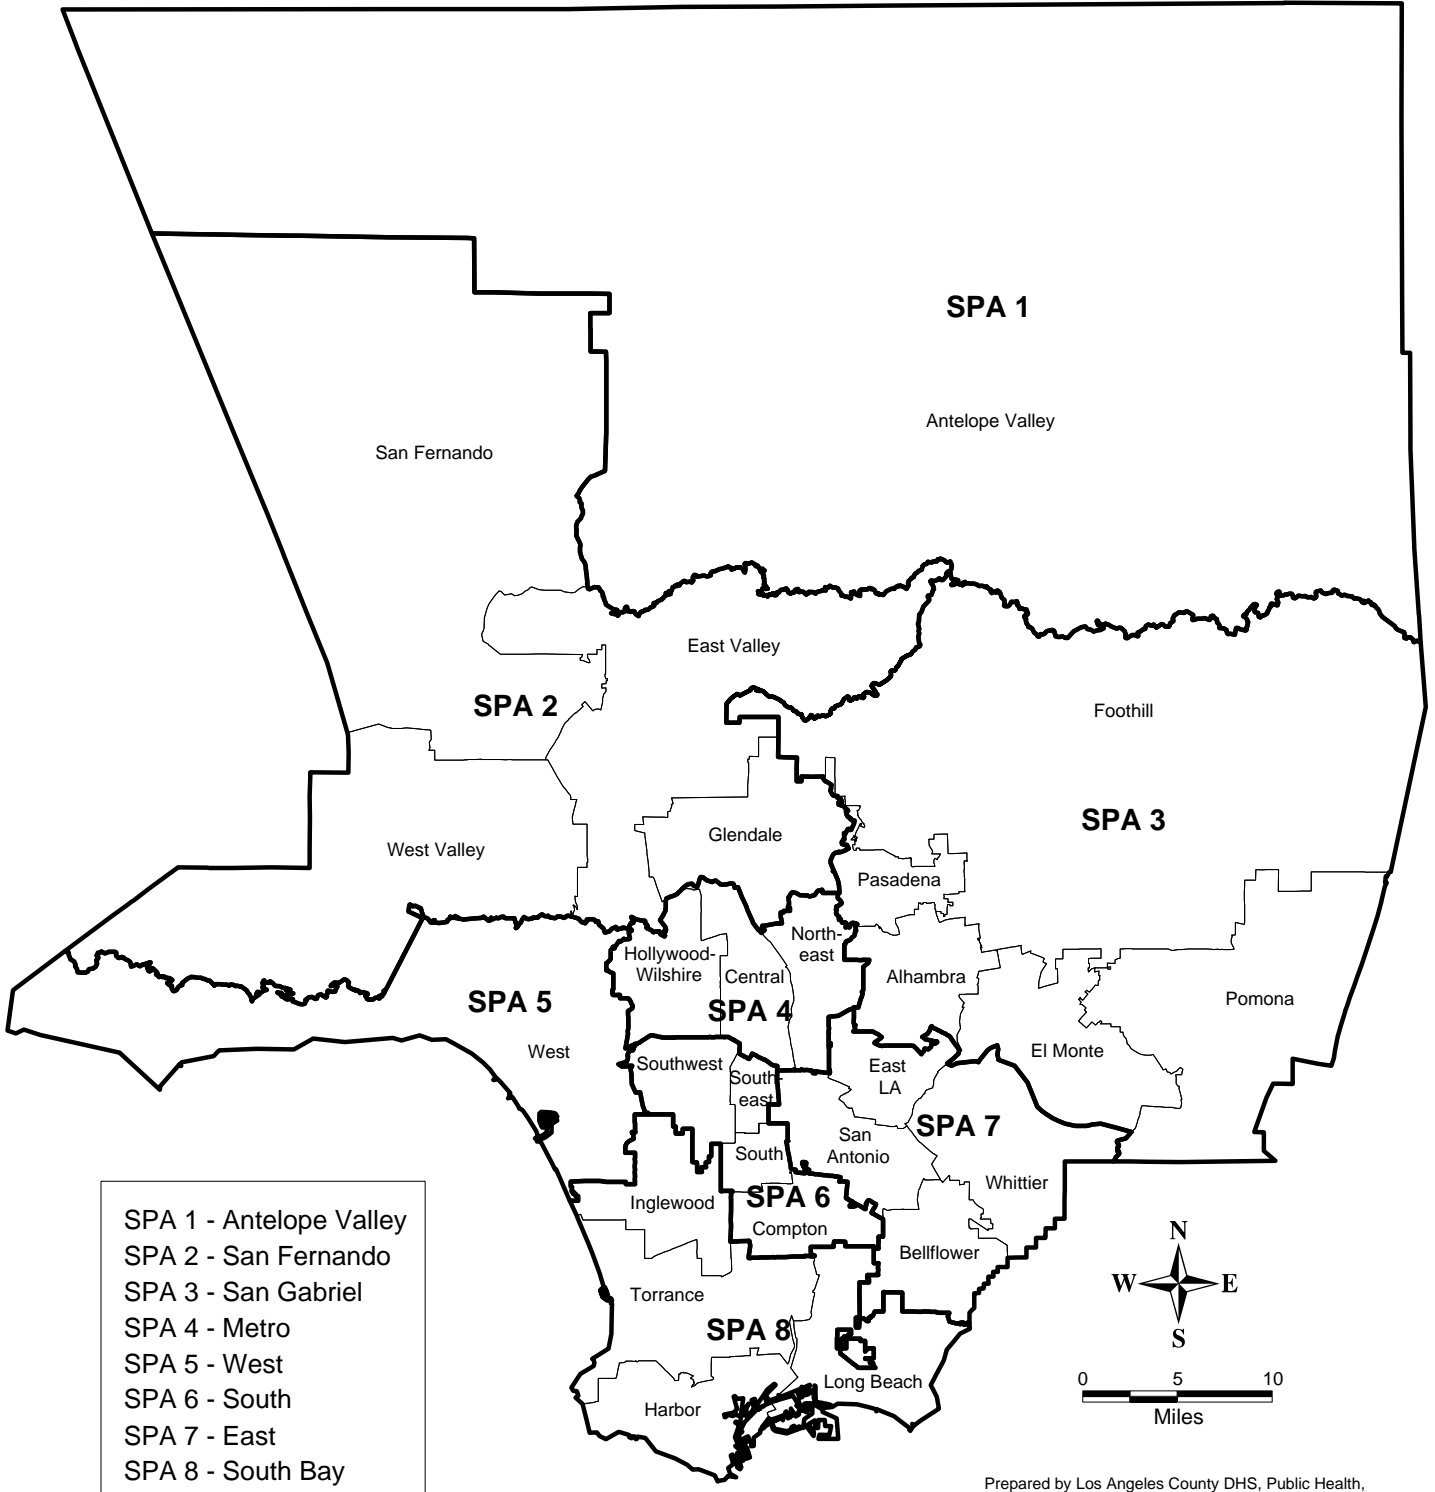 SPA 1
Antelope Valley
San Fernando
East Valley
SPA 2
Foothill
SPA 3
Glendale
West Valley
Pasadena
North-
east
Hollywood-
Wilshire
Central
Alhambra
SPA 4
SPA 5
Pomona
West
El Monte
Southwest
South-
east
East
LA
SPA 7
San
Antonio
South
Whittier
SPA 6
Inglewood
Compton
Bellflower
Torrance
SPA 8
Long Beach
Harbor
SPA 1 - Antelope Valley
SPA 2 - San Fernando
SPA 3 - San Gabriel
SPA 4 - Metro
SPA 5 - West
SPA 6 - South
SPA 7 - East
SPA 8 - South Bay
N
W E
S
0 5 10
Miles
Prepared by Los Angeles County DHS, Public Health,